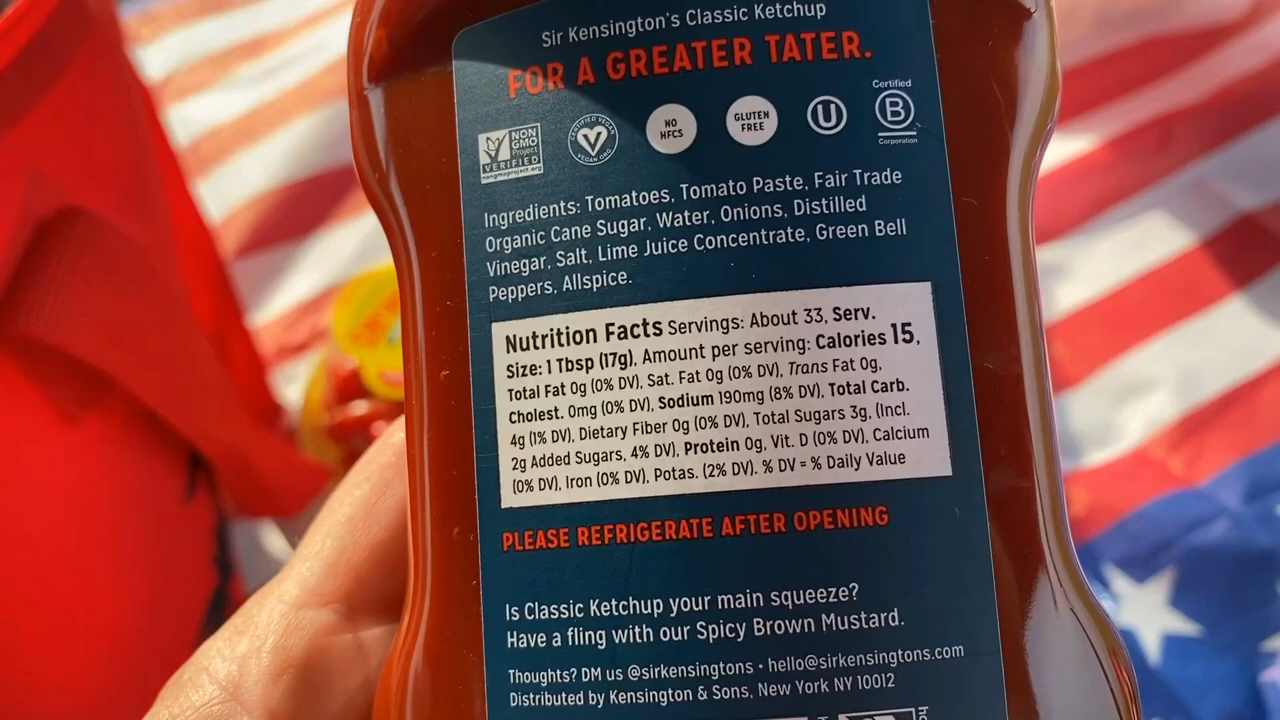 Sir Kensington's Classic Ketchup
FOR A GREATER TATER.
NON GMO Project VERIFIED nongmoproject.org
CERTIFIED VEGAN VEGAN.ORG
NO HFCS
GLUTEN FREE
U
Certified B Corporation
Ingredients: Tomatoes, Tomato Paste, Fair Trade
Organic Cane Sugar, Water, Onions, Distilled
Vinegar, Salt, Lime Juice Concentrate, Green Bell
Peppers, Allspice.
Nutrition Facts Servings: About 33, Serv.
Size: 1 Tbsp (17g), Amount per serving: Calories 15,
Total Fat 0g (0% DV), Sat. Fat 0g (0% DV), Trans Fat 0g,
Cholest. 0mg (0% DV), Sodium 190mg (8% DV), Total Carb.
4g (1% DV), Dietary Fiber 0g (0% DV), Total Sugars 3g, (Incl.
2g Added Sugars, 4% DV), Protein 0g, Vit. D (0% DV), Calcium
(0% DV), Iron (0% DV), Potas. (2% DV). % DV = % Daily Value
PLEASE REFRIGERATE AFTER OPENING
Is Classic Ketchup your main squeeze?
Have a fling with our Spicy Brown Mustard.
Thoughts? DM us @sirkensingtons • hello@sirkensingtons.com
Distributed by Kensington & Sons, New York NY 10012